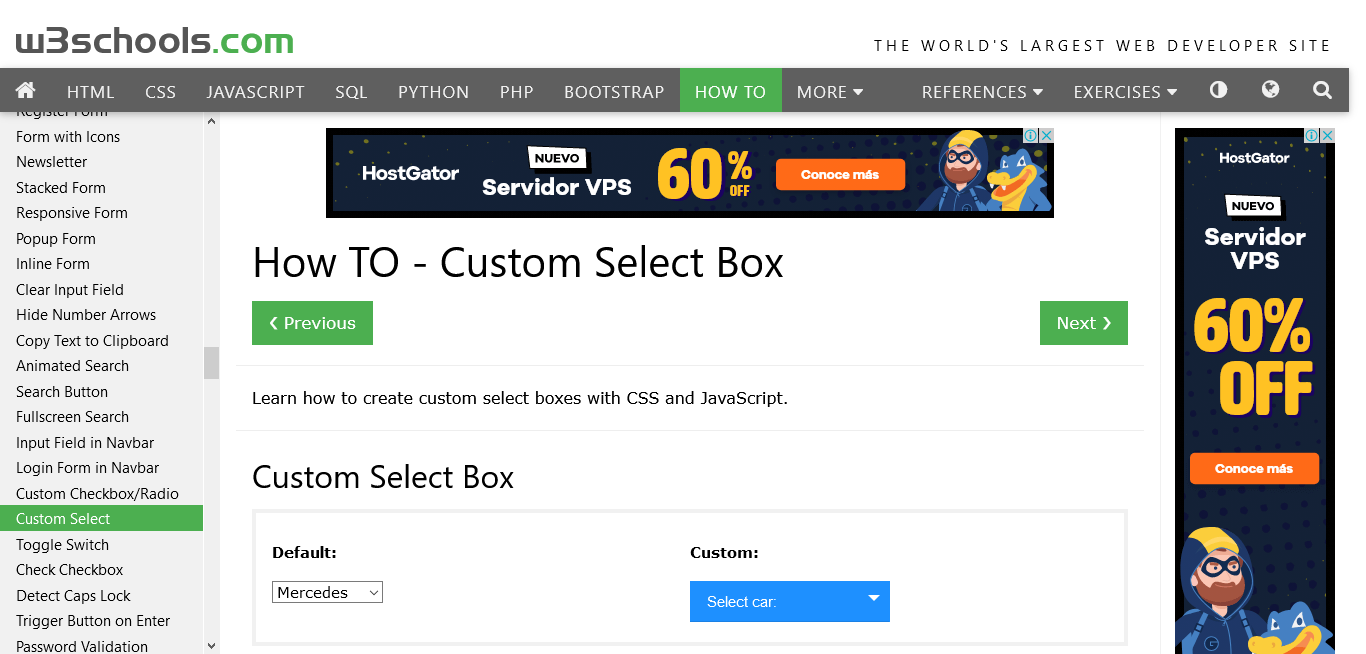 w3schools.com
THE WORLD'S LARGEST WEB DEVELOPER SITE
HTML CSS JAVASCRIPT SQL PYTHON PHP BOOTSTRAP HOW TO MORE REFERENCES EXERCISES
Register Form
Form with Icons
Newsletter
Stacked Form
Responsive Form
Popup Form
Inline Form
Clear Input Field
Hide Number Arrows
Copy Text to Clipboard
Animated Search
Search Button
Fullscreen Search
Input Field in Navbar
Login Form in Navbar
Custom Checkbox/Radio
Custom Select
Toggle Switch
Check Checkbox
Detect Caps Lock
Trigger Button on Enter
Password Validation
HostGator
NUEVO
Servidor VPS
60%
OFF
Conoce más
How TO - Custom Select Box
❮ Previous
Next ❯
Learn how to create custom select boxes with CSS and JavaScript.
Custom Select Box
Default:
Mercedes
Custom:
Select car:
HostGator
NUEVO
Servidor
VPS
60%
OFF
Conoce más